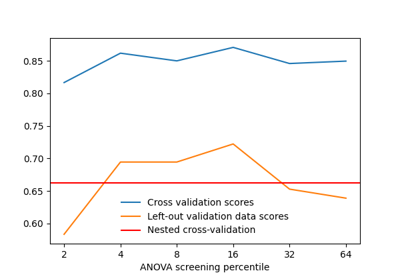 0.85
0.80
0.75
0.70
0.65
0.60
Cross validation scores
Left-out validation data scores
Nested cross-validation
2 4 8 16 32 64
ANOVA screening percentile